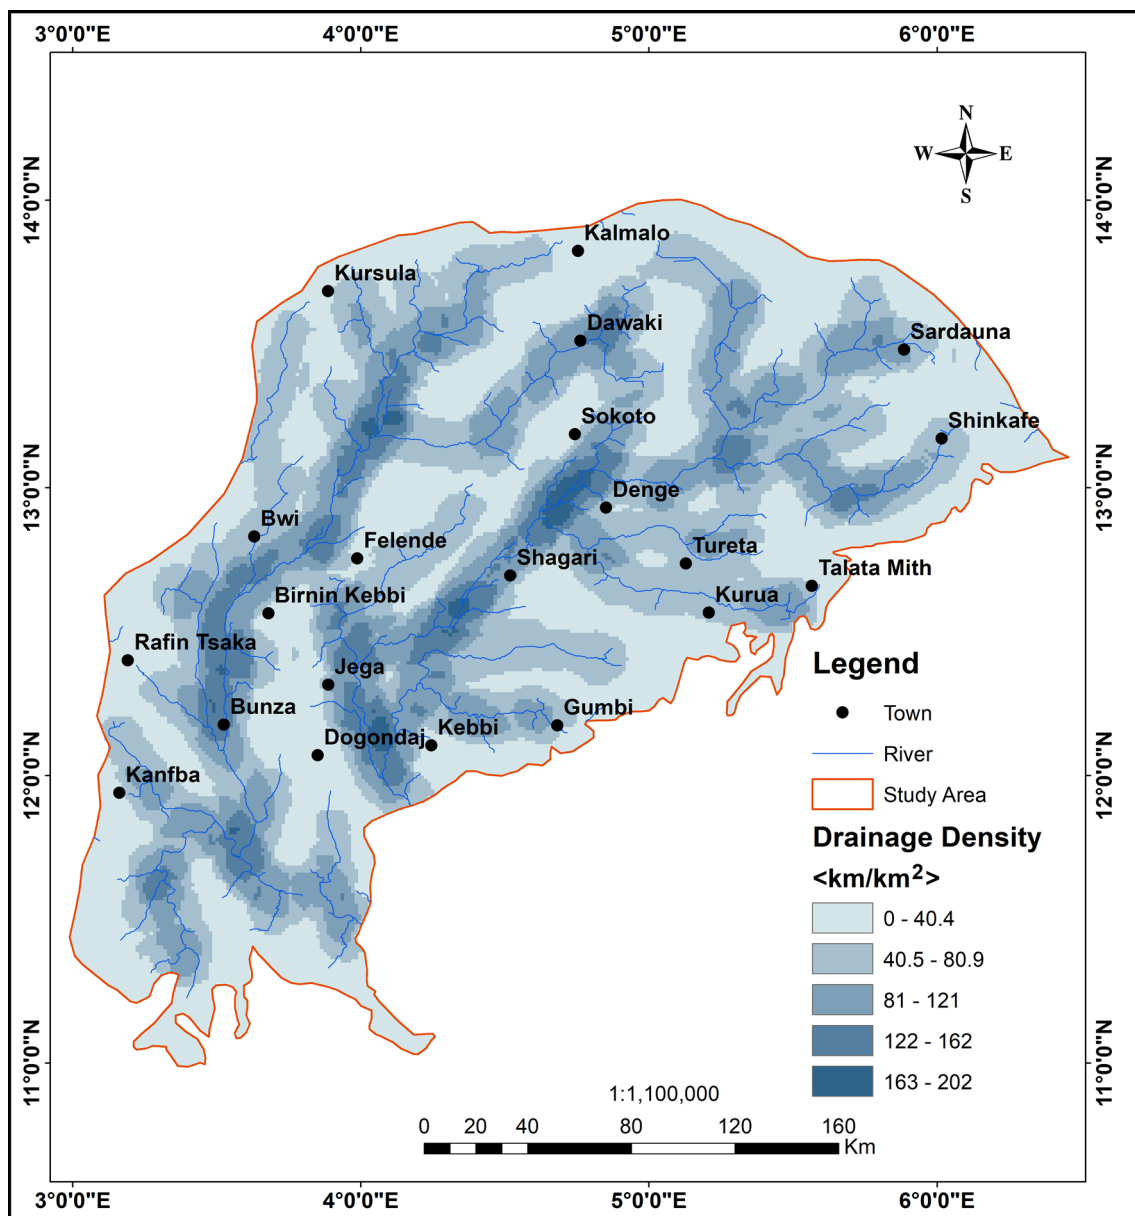 3°0'0"E 4°0'0"E 5°0'0"E 6°0'0"E
N
W E
S
14°0'0"N 14°0'0"N
Kalmalo
Kursula
Dawaki
Sardauna
Sokoto
Shinkafe
13°0'0"N 13°0'0"N
Denge
Bwi
Felende
Tureta
Shagari
Talata Mith
Birnin Kebbi
Kurua
Rafin Tsaka
Jega
Bunza
Gumbi
Kebbi
Dogondaj
12°0'0"N 12°0'0"N
Kanfba
Legend
Town
River
Study Area
Drainage Density
<km/km²>
0 - 40.4
40.5 - 80.9
81 - 121
122 - 162
163 - 202
11°0'0"N 11°0'0"N
1:1,100,000
0 20 40 80 120 160
Km
3°0'0"E 4°0'0"E 5°0'0"E 6°0'0"E